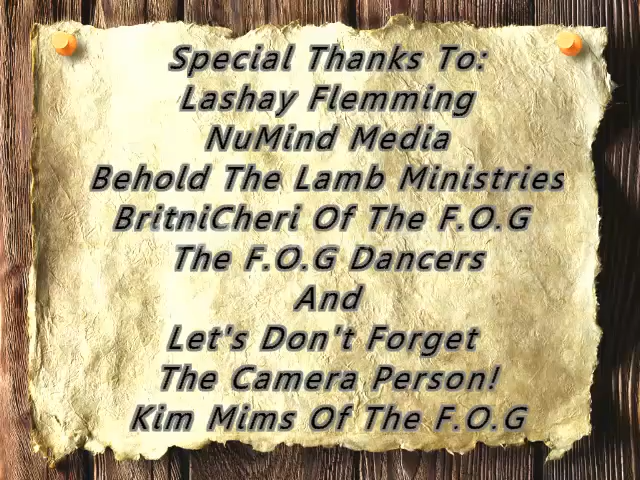 Special Thanks To:
Lashay Flemming
NuMind Media
Behold The Lamb Ministries
BritniCheri Of The F.O.G
The F.O.G Dancers
And
Let's Don't Forget
The Camera Person!
Kim Mims Of The F.O.G